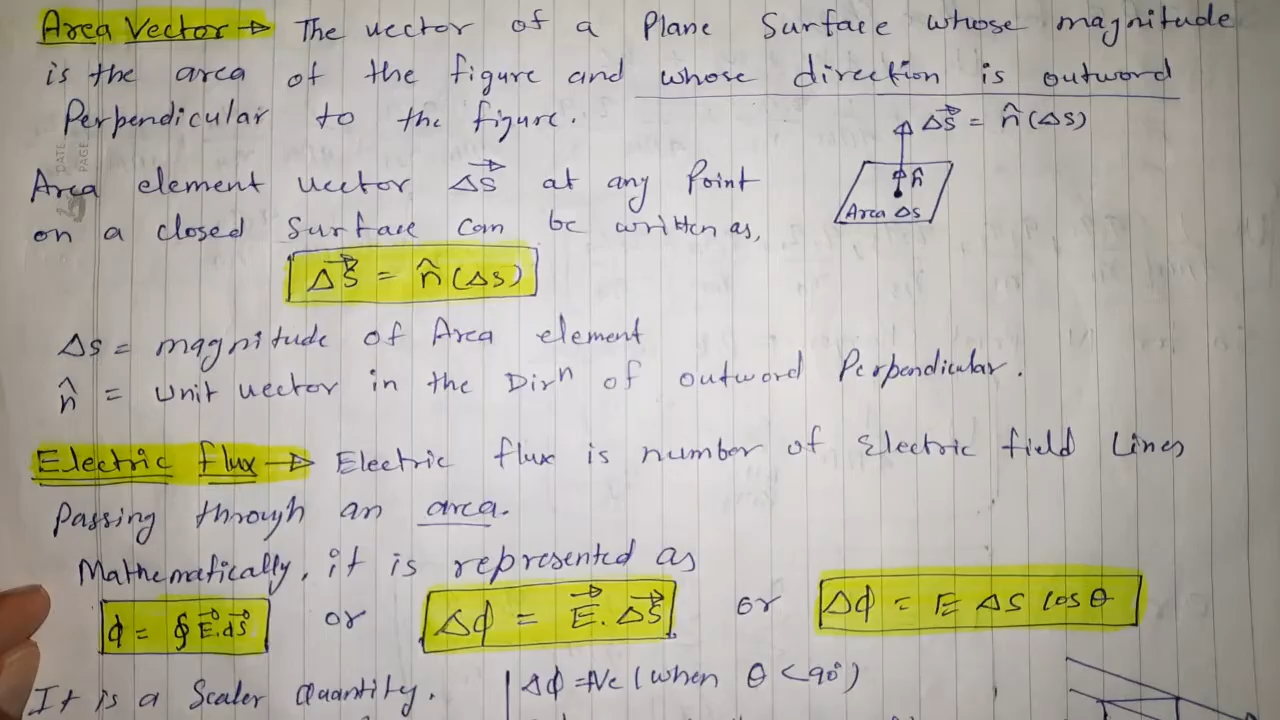 Area Vector → The vector of a Plane Surface whose magnitude
is the area of the figure and whose direction is outword
Perpendicular to the figure.
ΔS⃗ = n̂(ΔS)
n̂
Area ΔS
DATE
PAGE
Area element vector ΔS⃗ at any Point
on a closed Surface can be written as,
ΔS⃗ = n̂(ΔS)
ΔS = magnitude of Area element
n̂ = Unit vector in the Dirⁿ of outword Perpendicular.
Electric flux → Electric flux is number of Electric field Lines
Passing through an area.
Mathematically, it is represented as
ϕ = ∮E⃗.dS⃗ or Δϕ = E⃗.ΔS⃗ or Δϕ = E ΔS cosθ
It is a Scaler Quantity.
Δϕ=+Ve (when θ<90°)